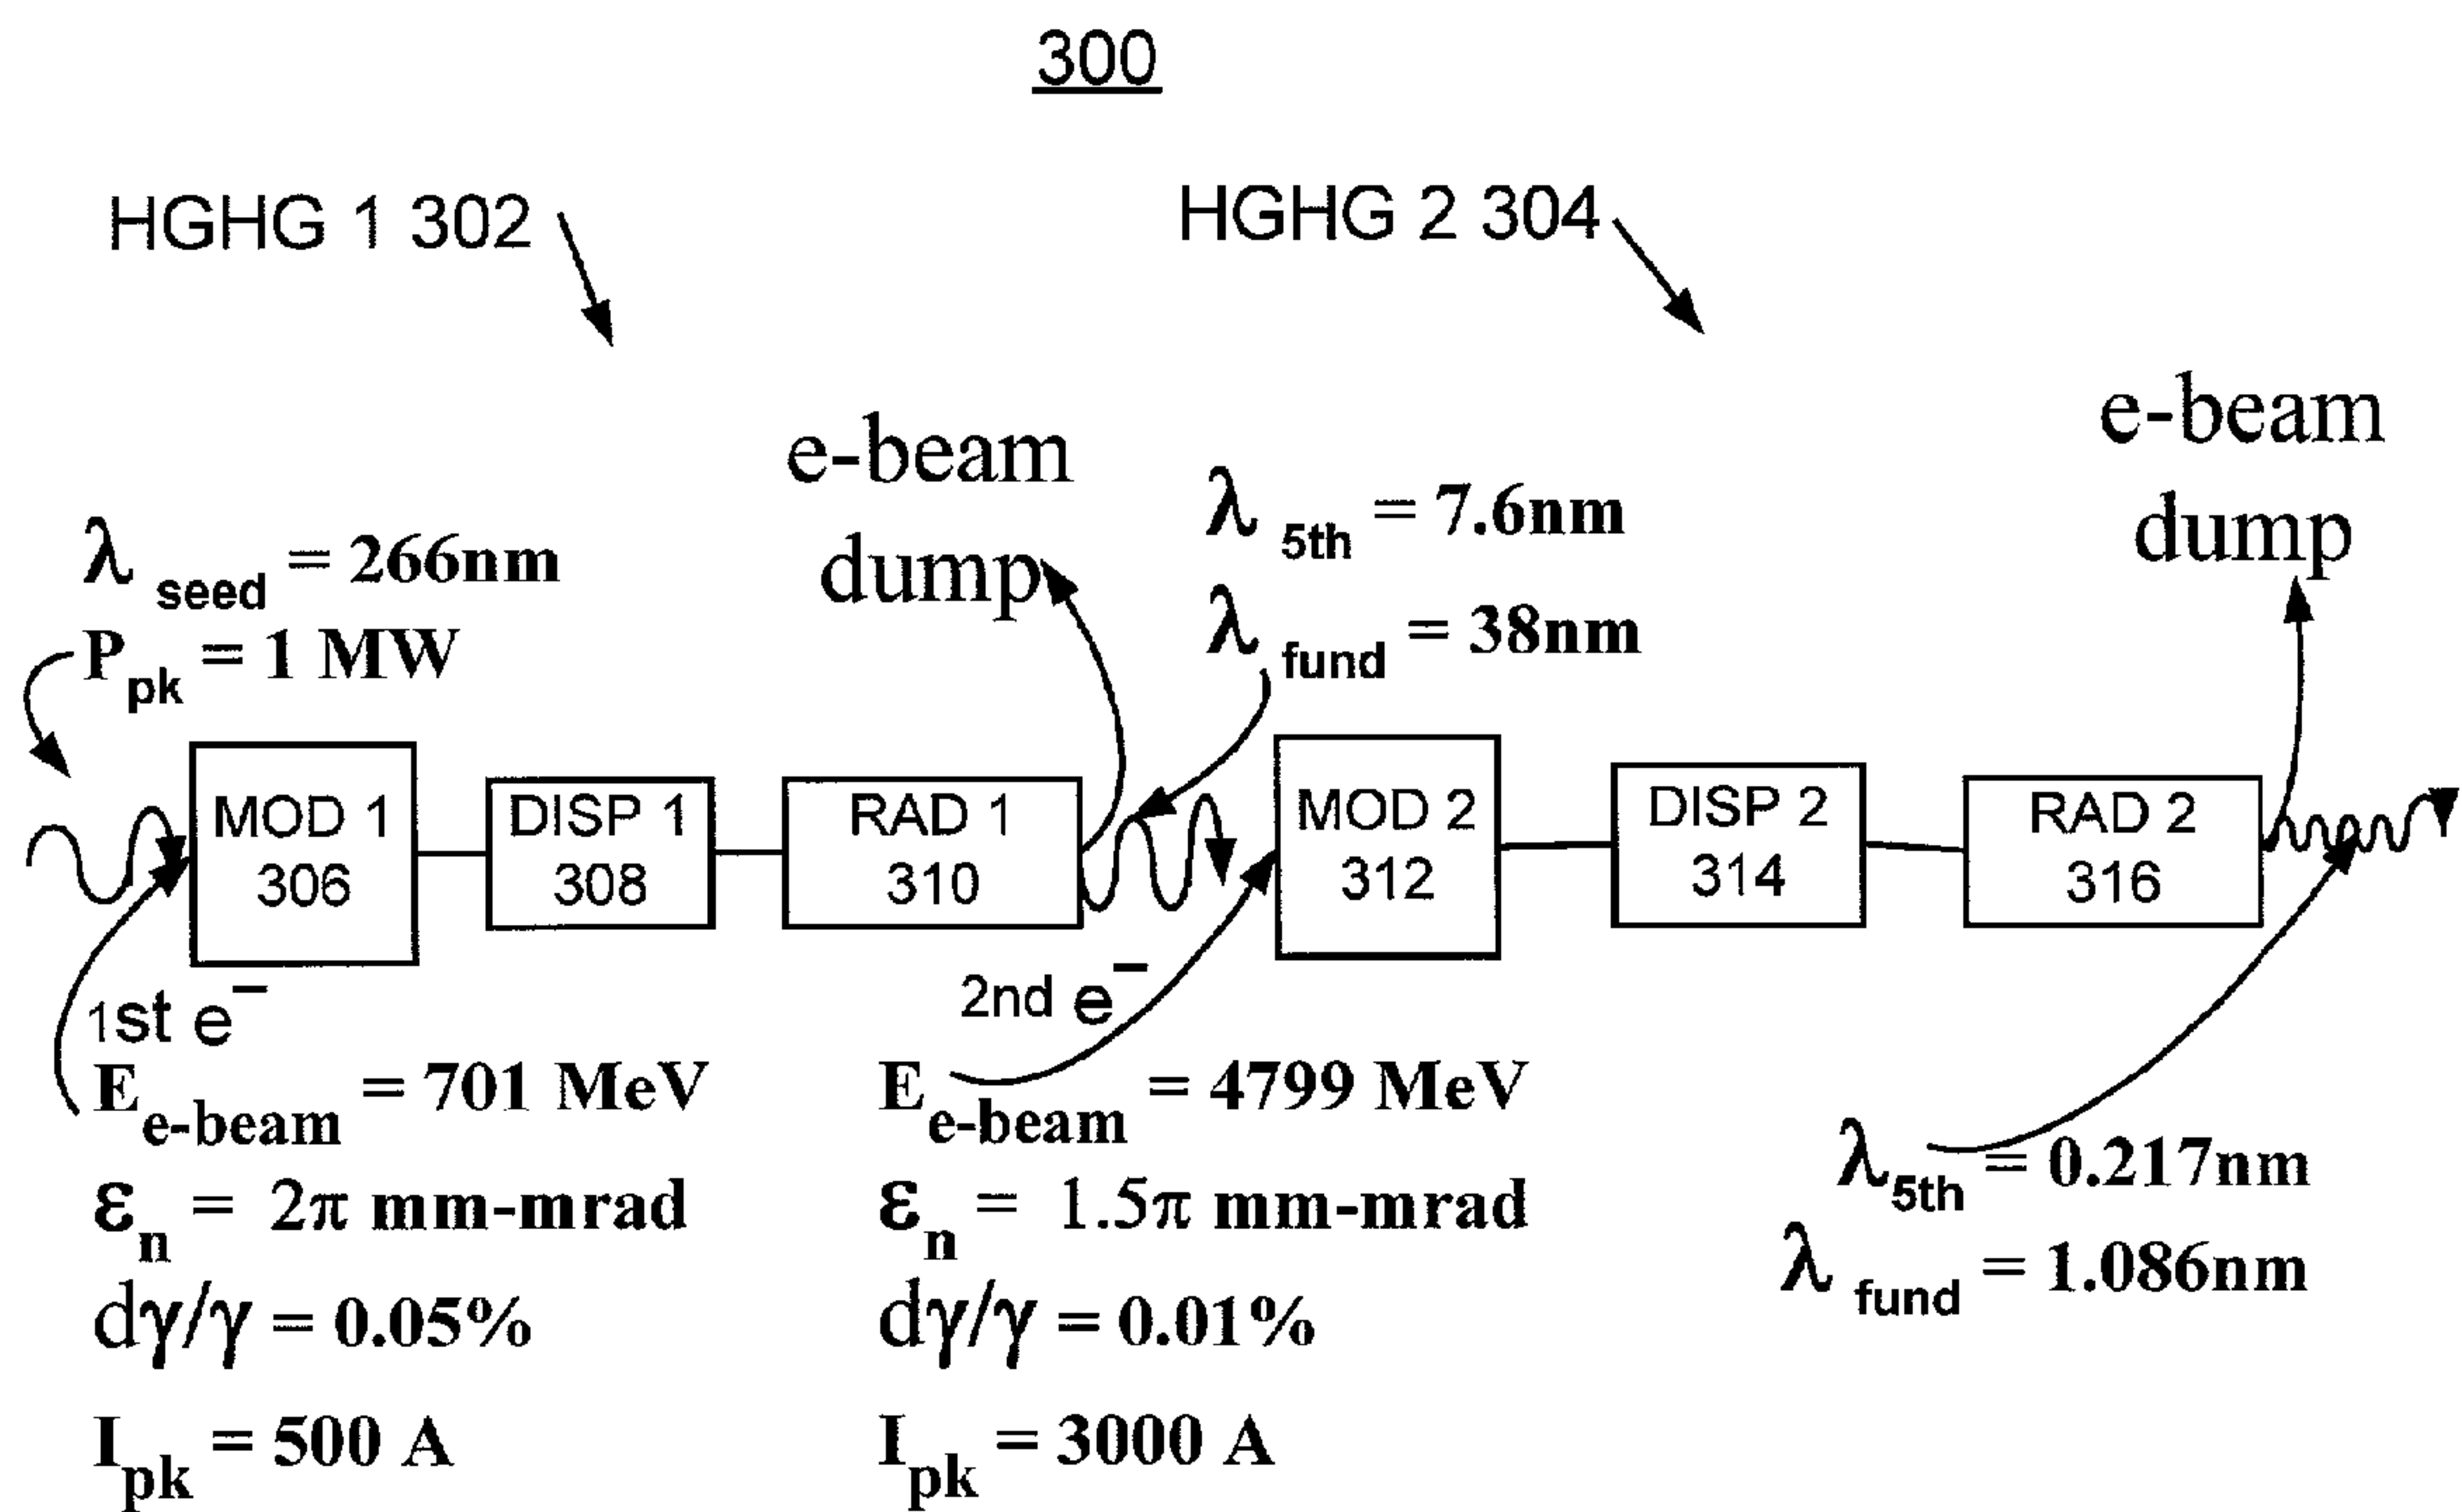 300
HGHG 1 302
HGHG 2 304
e-beam
dump
e-beam
dump
λ seed = 266nm
P pk = 1 MW
λ 5th = 7.6nm
λ fund = 38nm
MOD 1
306
DISP 1
308
RAD 1
310
MOD 2
312
DISP 2
314
RAD 2
316
1st e⁻
E e-beam = 701 MeV
ε n = 2π mm-mrad
dγ/γ = 0.05%
I pk = 500 A
2nd e⁻
E e-beam = 4799 MeV
ε n = 1.5π mm-mrad
dγ/γ = 0.01%
I pk = 3000 A
λ 5th = 0.217nm
λ fund = 1.086nm